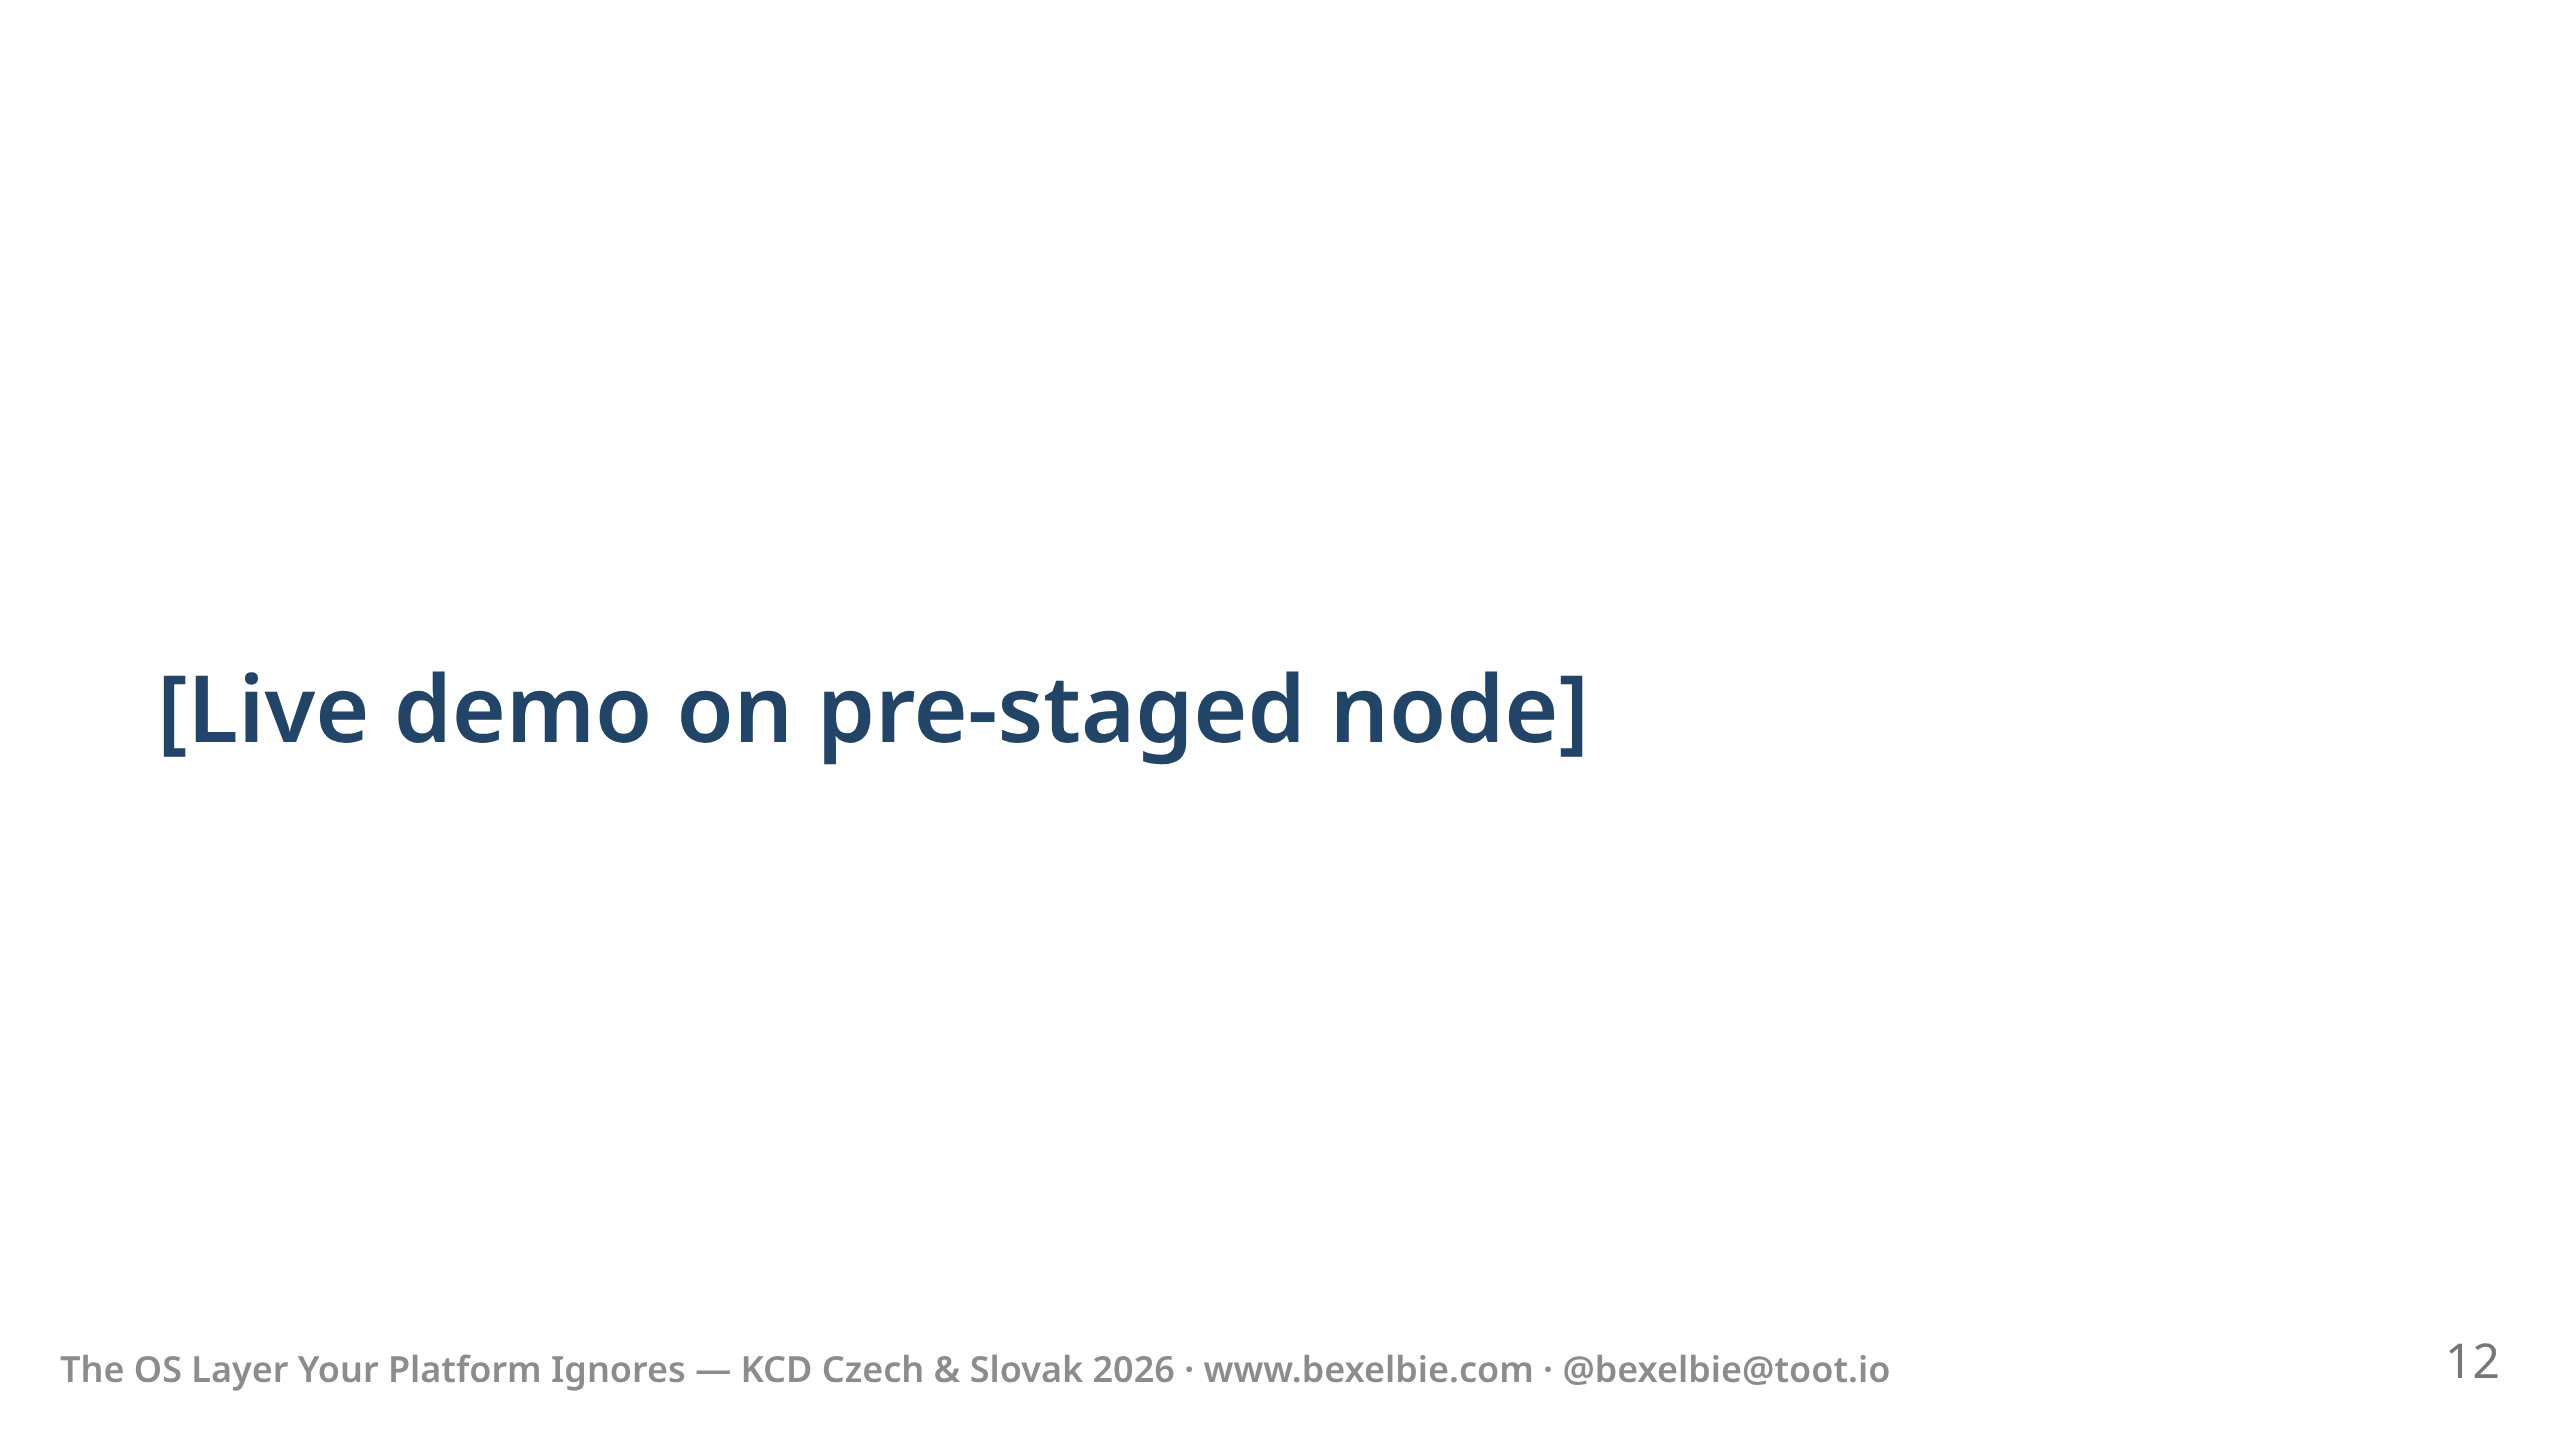 [Live demo on pre-staged node]
The OS Layer Your Platform Ignores — KCD Czech & Slovak 2026 · www.bexelbie.com · @bexelbie@toot.io
12